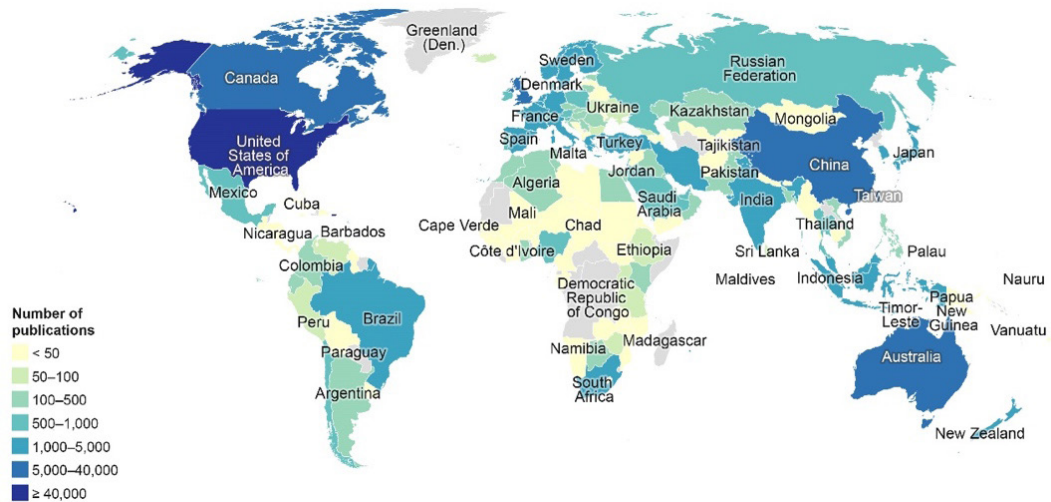 Greenland
(Den.)
Canada
United
States of
America
Mexico
Cuba
Nicaragua
Barbados
Colombia
Peru
Brazil
Paraguay
Argentina
Sweden
Denmark
France
Ukraine
Spain
Malta
Turkey
Russian
Federation
Kazakhstan
Mongolia
Tajikistan
China
Japan
Jordan
Pakistan
Algeria
Saudi
Arabia
India
Taiwan
Cape Verde
Mali
Chad
Thailand
Côte d'Ivoire
Ethiopia
Sri Lanka
Palau
Maldives
Indonesia
Nauru
Democratic
Republic
of Congo
Timor-
Leste
Papua
New
Guinea
Vanuatu
Namibia
Madagascar
South
Africa
Australia
New Zealand
Number of
publications
< 50
50–100
100–500
500–1,000
1,000–5,000
5,000–40,000
≥ 40,000